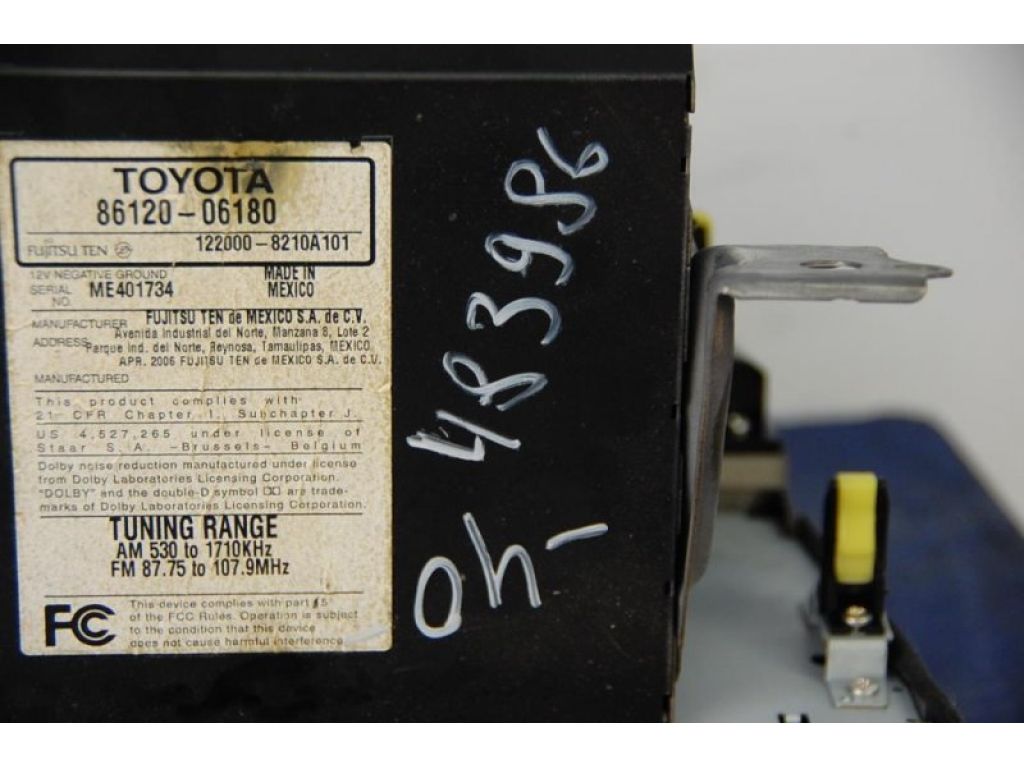 TOYOTA
86120-06180
FUJITSU TEN
122000-8210A101
12V NEGATIVE GROUND
SERIAL NO. ME401734
MADE IN MEXICO
MANUFACTURER FUJITSU TEN de MEXICO S.A. de C.V.
ADDRESS Avenida Industrial del Norte, Manzana 8, Lote 2
Parque Ind. del Norte, Reynosa, Tamaulipas, MEXICO.
APR. 2006 FUJITSU TEN de MEXICO S.A. de C.V.
MANUFACTURED
This product complies with
21 CFR Chapter I, Subchapter J.
US 4,527,265 under license of
Staar S.A. -Brussels- Belgium
Dolby noise reduction manufactured under license
from Dolby Laboratories Licensing Corporation.
"DOLBY" and the double-D symbol are trade-
marks of Dolby Laboratories Licensing Corporation.
TUNING RANGE
AM 530 to 1710KHz
FM 87.75 to 107.9MHz
FC
This device complies with part 15
of the FCC Rules. Operation is subject
to the condition that this device
does not cause harmful interference
Oh-